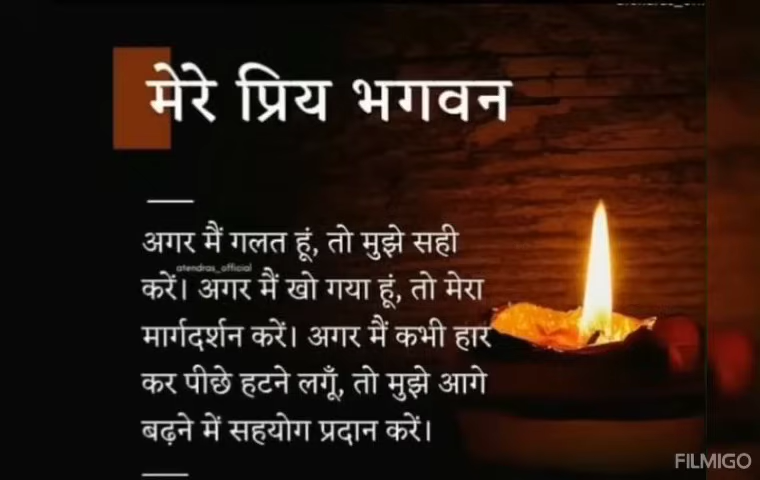 मेरे प्रिय भगवन
अगर मैं गलत हूं, तो मुझे सही
atendras_official
करें। अगर मैं खो गया हूं, तो मेरा
मार्गदर्शन करें। अगर मैं कभी हार
कर पीछे हटने लगूँ, तो मुझे आगे
बढ़ने में सहयोग प्रदान करें।
FILMIGO